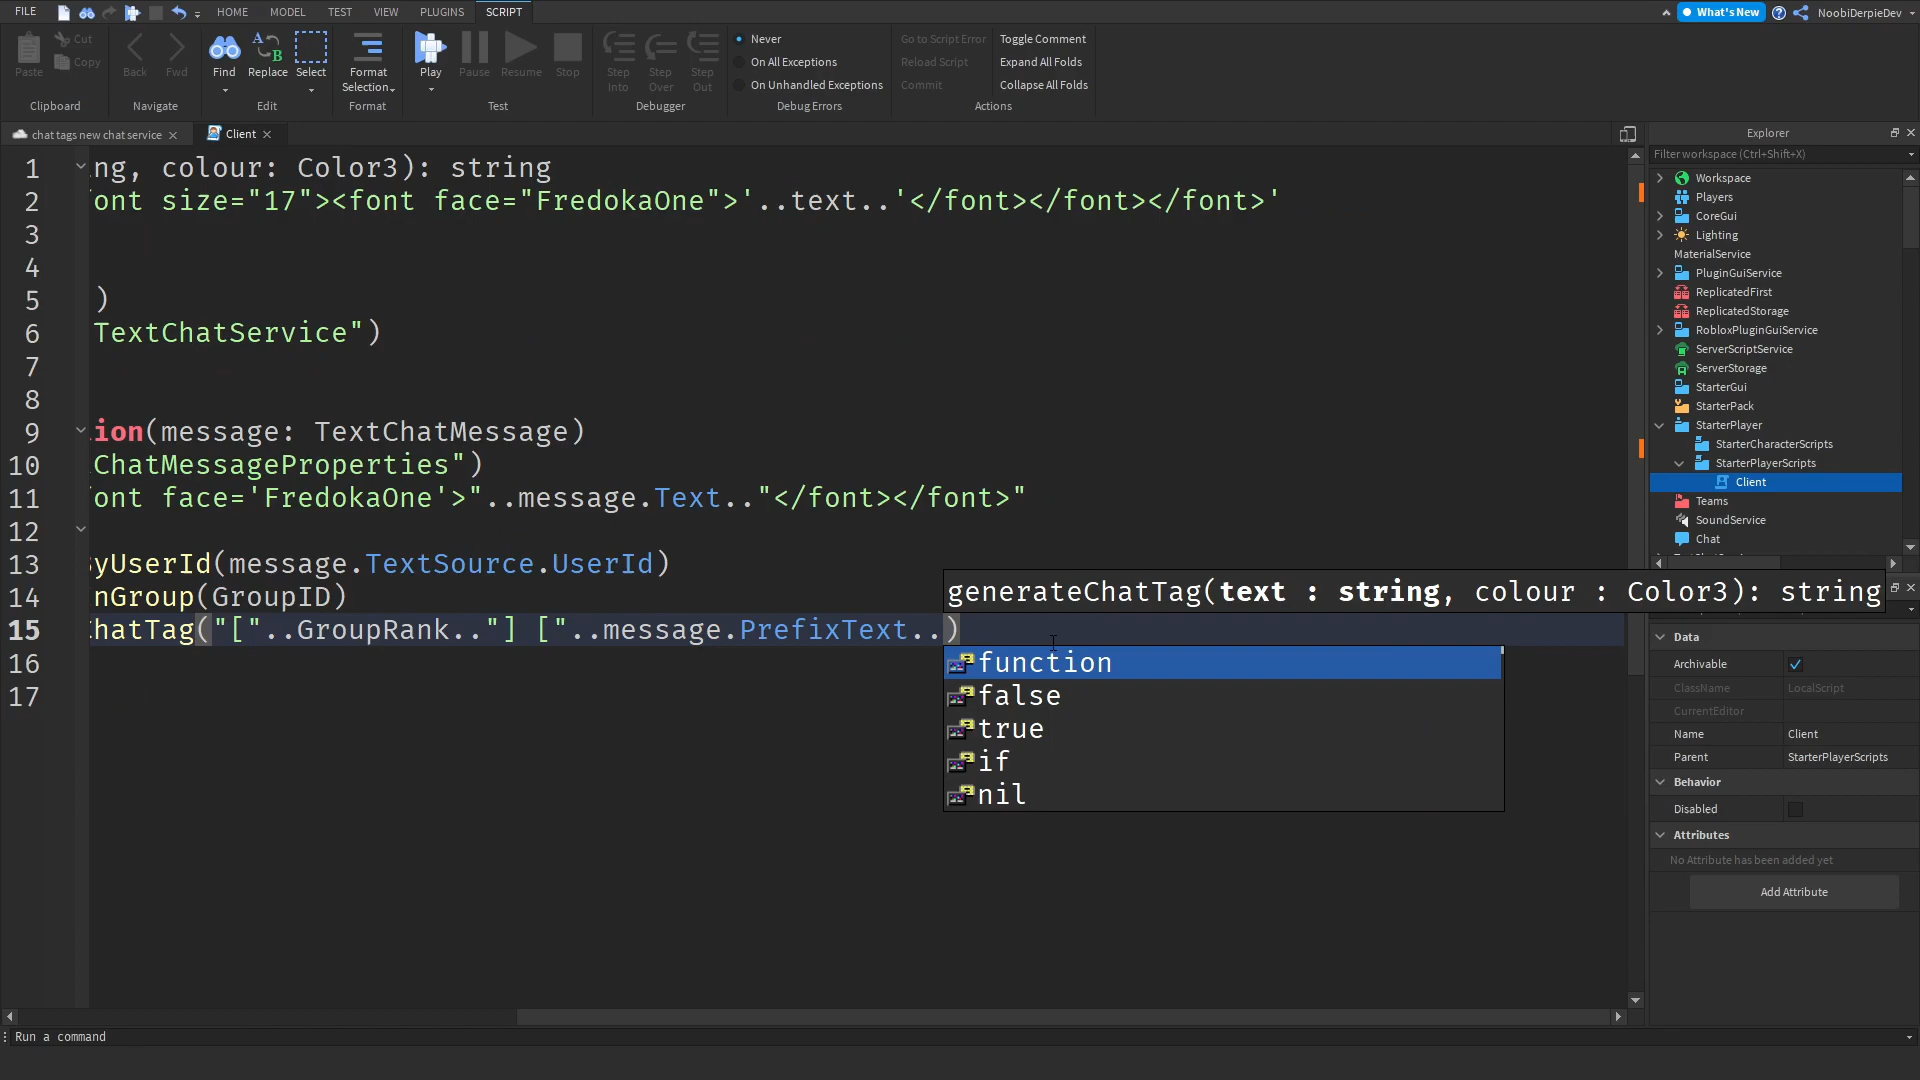 FILE HOME MODEL TEST VIEW PLUGINS SCRIPT What's New NoobiDerpieDev
Cut
Copy
Paste
Back Fwd
Find Replace Select
Format
Selection
Play Pause Resume Stop
Step
Into
Step
Over
Step
Out
Never
On All Exceptions
On Unhandled Exceptions
Go to Script Error
Reload Script
Commit
Toggle Comment
Expand All Folds
Collapse All Folds
Clipboard Navigate Edit Format Test Debugger Debug Errors Actions
chat tags new chat service Client
1 ng, colour: Color3): string
2 font size="17"><font face="FredokaOne">'..text..'</font></font></font>'
3
4
5 )
6 TextChatService")
7
8
9 tion(message: TextChatMessage)
10 ChatMessageProperties")
11 font face='FredokaOne'>"..message.Text.."</font></font>"
12
13 yUserId(message.TextSource.UserId)
14 nGroup(GroupID)
15 ChatTag("["..GroupRank.."] ["..message.PrefixText..)
16
17
generateChatTag(text : string, colour : Color3): string
function
false
true
if
nil
Explorer
Filter workspace (Ctrl+Shift+X)
Workspace
Players
CoreGui
Lighting
MaterialService
PluginGuiService
ReplicatedFirst
ReplicatedStorage
RobloxPluginGuiService
ServerScriptService
ServerStorage
StarterGui
StarterPack
StarterPlayer
StarterCharacterScripts
StarterPlayerScripts
Client
Teams
SoundService
Chat
Data
Archivable
ClassName LocalScript
CurrentEditor
Name Client
Parent StarterPlayerScripts
Behavior
Disabled
Attributes
No Attribute has been added yet
Add Attribute
Run a command